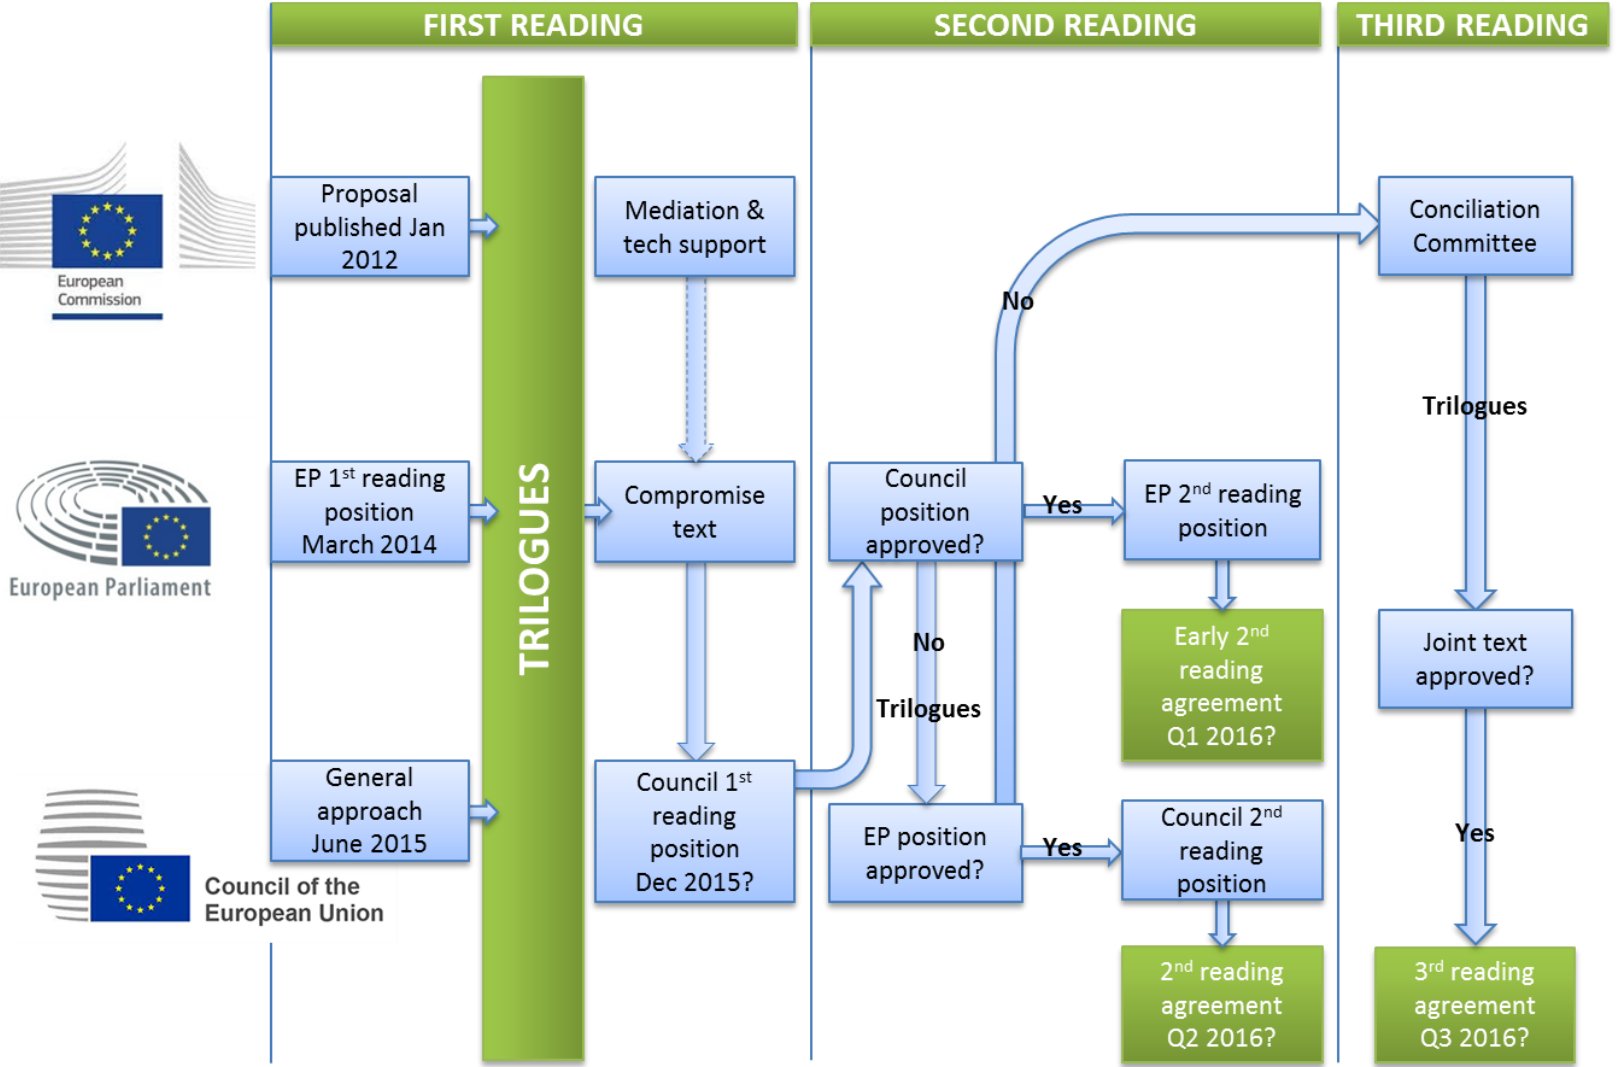 FIRST READING
SECOND READING
THIRD READING
European
Commission
Proposal
published Jan
2012
Mediation &
tech support
Conciliation
Committee
No
Trilogues
TRILOGUES
European Parliament
EP 1st reading
position
March 2014
Compromise
text
Council
position
approved?
Yes
EP 2nd reading
position
No
Trilogues
Early 2nd
reading
agreement
Q1 2016?
Joint text
approved?
Council of the
European Union
General
approach
June 2015
Council 1st
reading
position
Dec 2015?
EP position
approved?
Yes
Council 2nd
reading
position
Yes
2nd reading
agreement
Q2 2016?
3rd reading
agreement
Q3 2016?